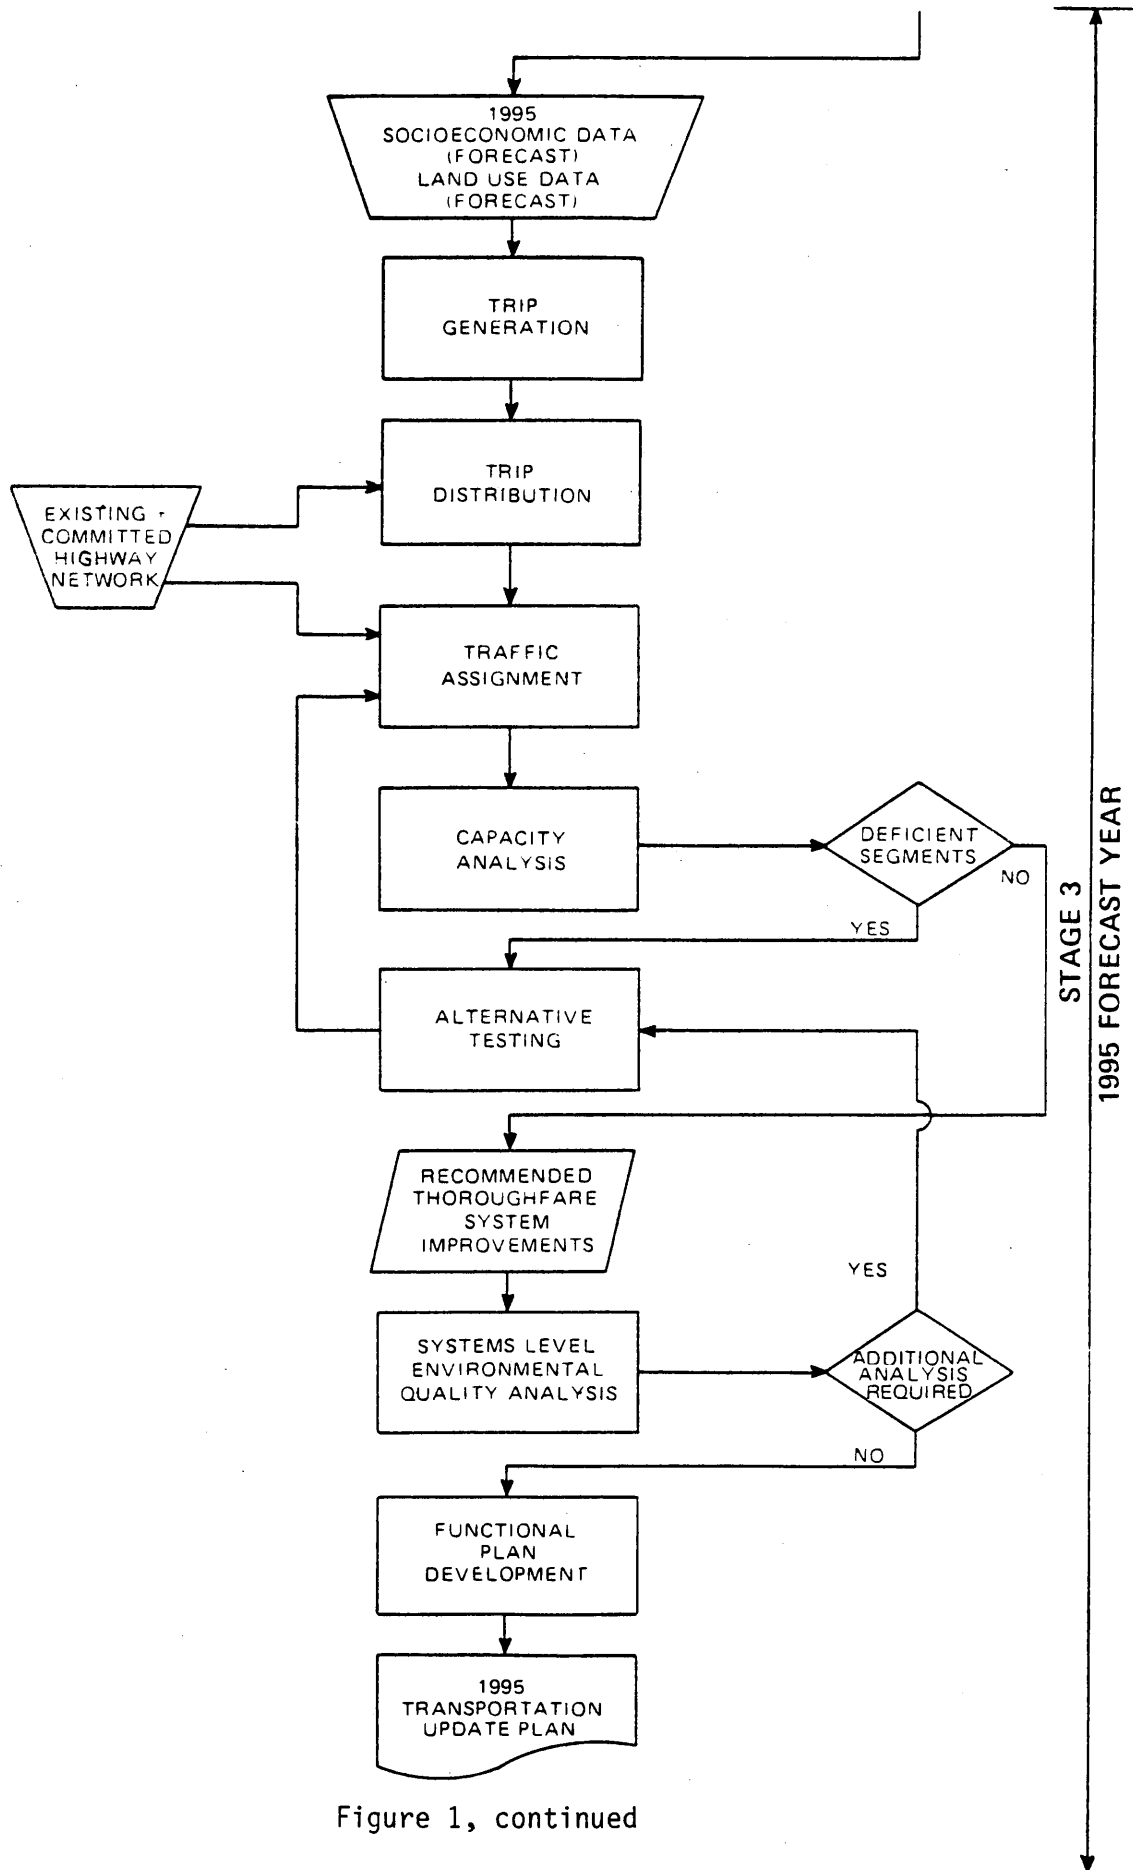 1995
SOCIOECONOMIC DATA
(FORECAST)
LAND USE DATA
(FORECAST)
TRIP
GENERATION
TRIP
DISTRIBUTION
EXISTING +
COMMITTED
HIGHWAY
NETWORK
TRAFFIC
ASSIGNMENT
CAPACITY
ANALYSIS
DEFICIENT
SEGMENTS
NO
YES
ALTERNATIVE
TESTING
RECOMMENDED
THOROUGHFARE
SYSTEM
IMPROVEMENTS
YES
SYSTEMS LEVEL
ENVIRONMENTAL
QUALITY ANALYSIS
ADDITIONAL
ANALYSIS
REQUIRED
NO
FUNCTIONAL
PLAN
DEVELOPMENT
1995
TRANSPORTATION
UPDATE PLAN
STAGE 3
1995 FORECAST YEAR
Figure 1, continued